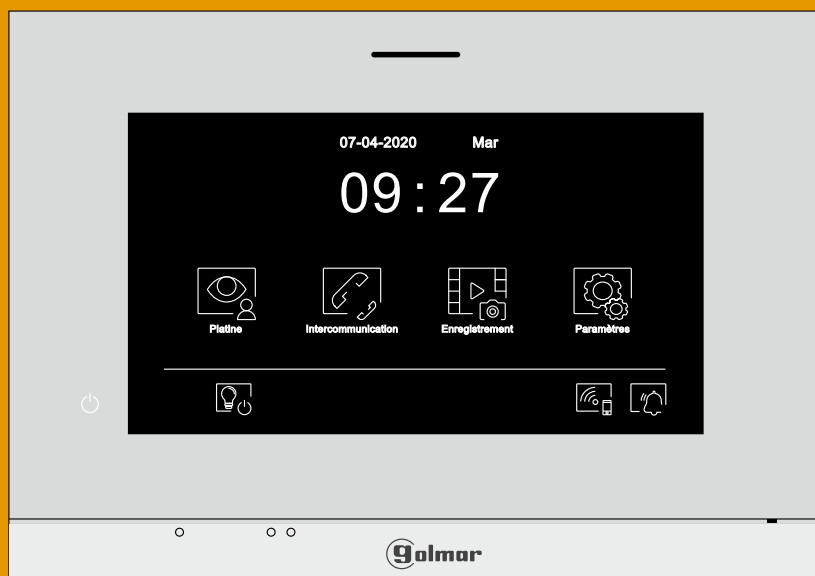 07-04-2020 Mar
09:27
Platine Intercommunication Enregistrement Paramètres
golmar